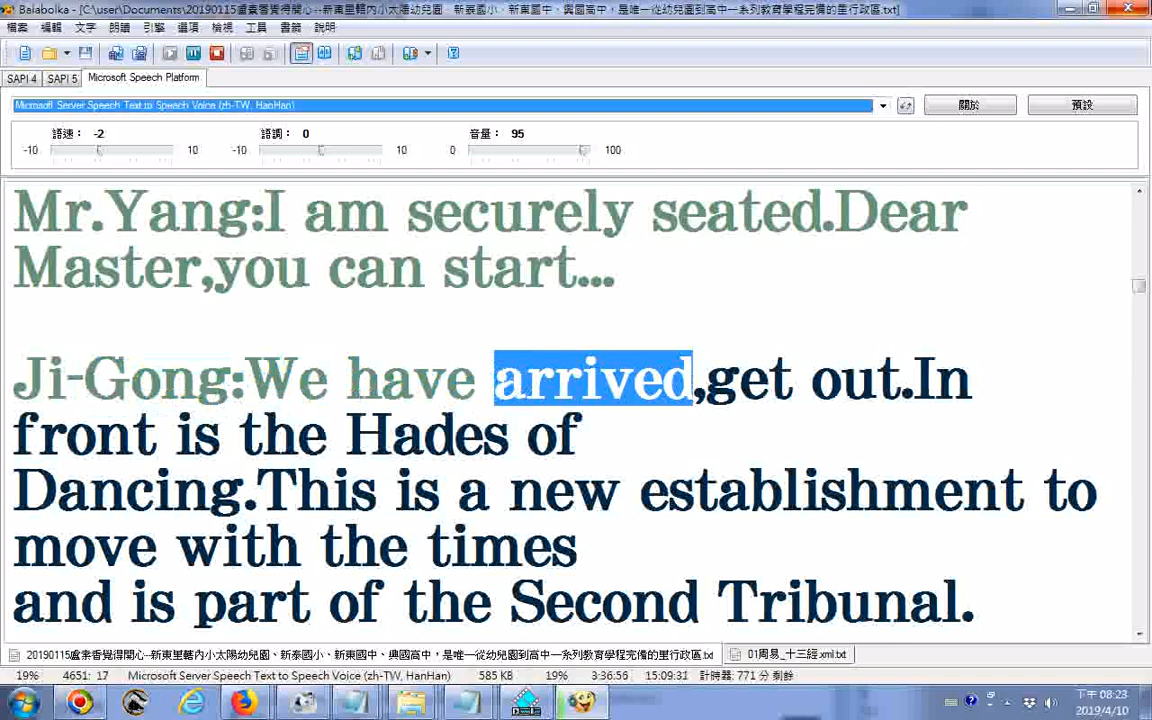 Balabolka - [C:\user\Documents\20190115盧素香覺得開心--新東里轄內小太陽幼兒園、新泰國小、新東國中、興國高中，是唯一從幼兒園到高中一系列教育學程完備的里行政區.txt]
檔案 編輯 文字 朗讀 引擎 選項 檢視 工具 書籤 說明
SAPI 4 SAPI 5 Microsoft Speech Platform
Microsoft Server Speech Text to Speech Voice (zh-TW, HanHan)
關於 預設
語速： -2 語調： 0 音量： 95
-10 10 -10 10 0 100
Mr.Yang:I am securely seated.Dear
Master,you can start...
Ji-Gong:We have arrived,get out.In
front is the Hades of
Dancing.This is a new establishment to
move with the times
and is part of the Second Tribunal.
20190115盧素香覺得開心--新東里轄內小太陽幼兒園、新泰國小、新東國中、興國高中，是唯一從幼兒園到高中一系列教育學程完備的里行政區.txt 01周易_十三經.xml.txt
19% 4651: 17 Microsoft Server Speech Text to Speech Voice (zh-TW, HanHan) 585 KB 19% 3:36:56 15:09:31 計時器: 771 分 剩餘
下午 08:23
2019/4/10